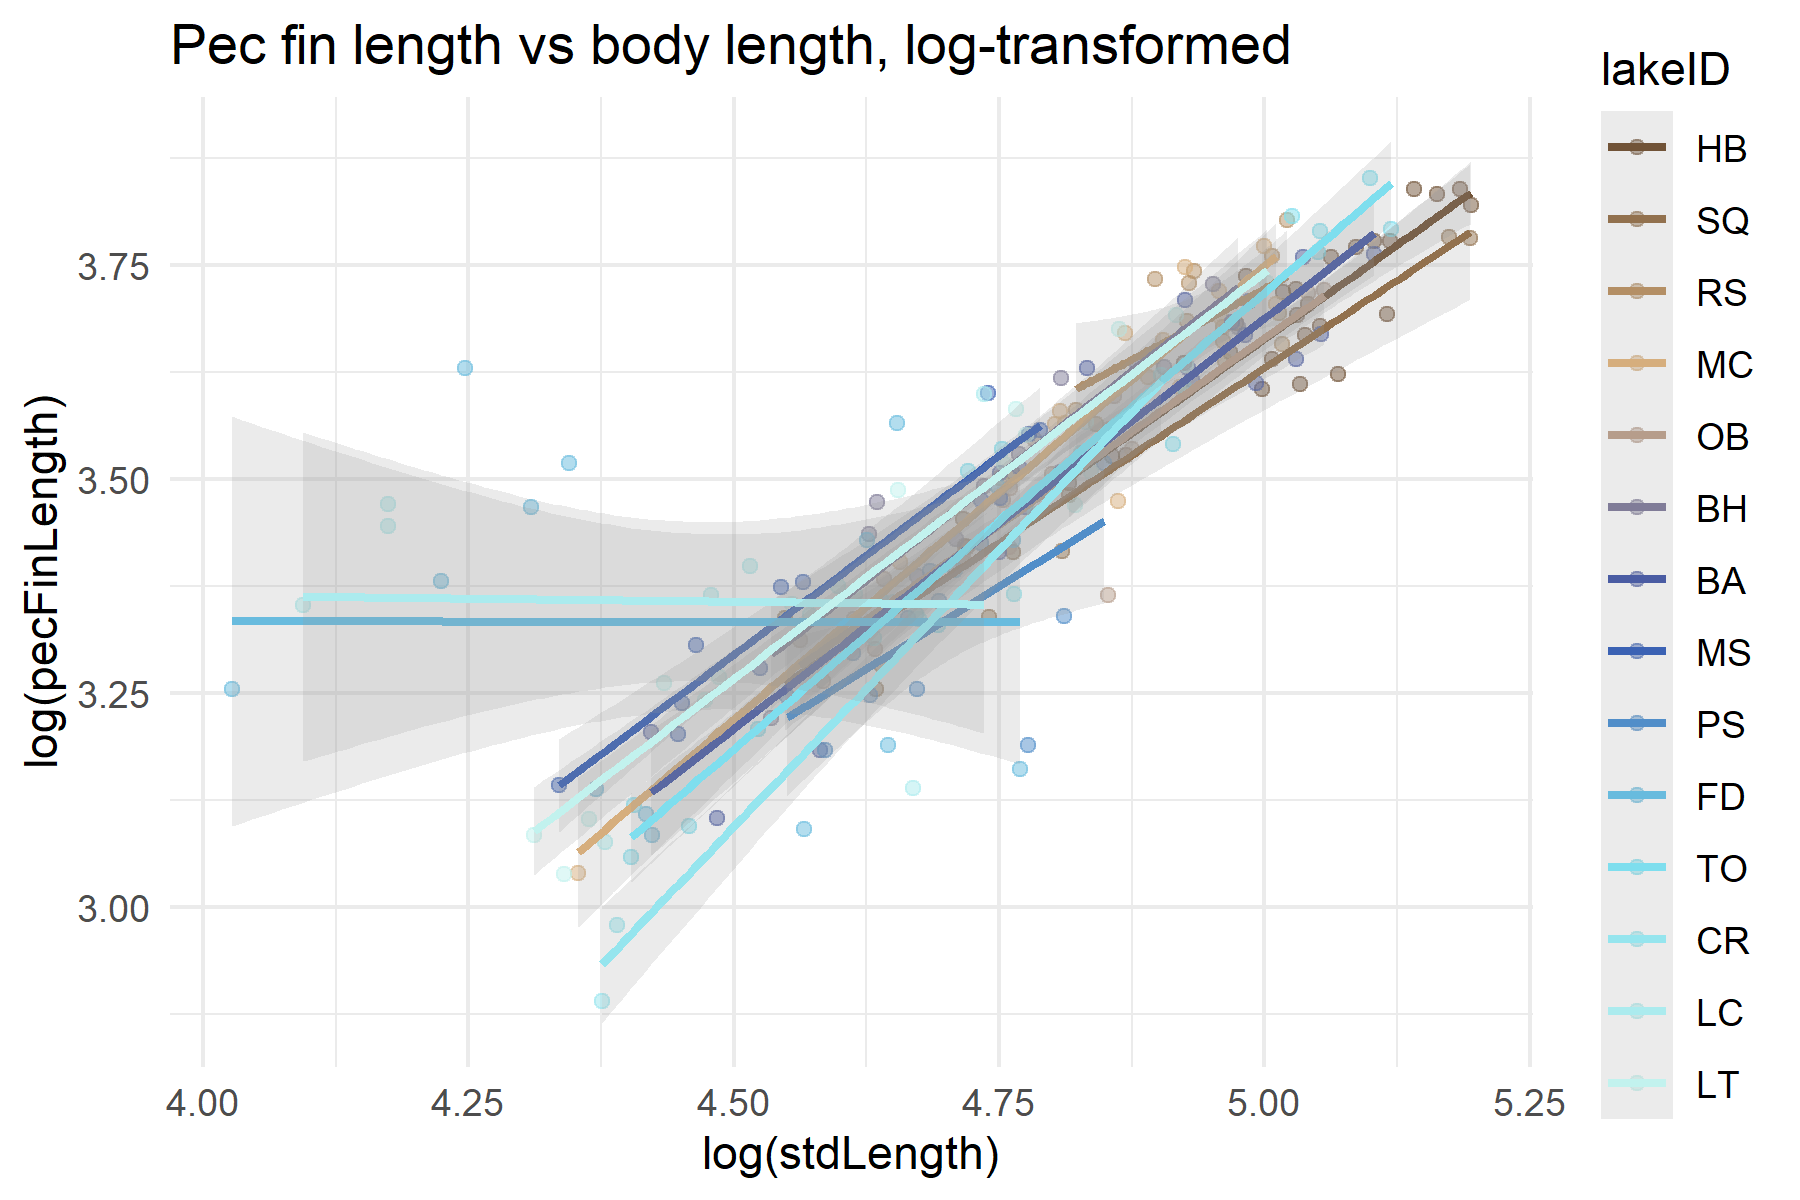 Pec fin length vs body length, log-transformed
lakeID
HB
SQ
RS
MC
OB
BH
BA
MS
PS
FD
TO
CR
LC
LT
log(pecFinLength)
3.75
3.50
3.25
3.00
4.00 4.25 4.50 4.75 5.00 5.25
log(stdLength)